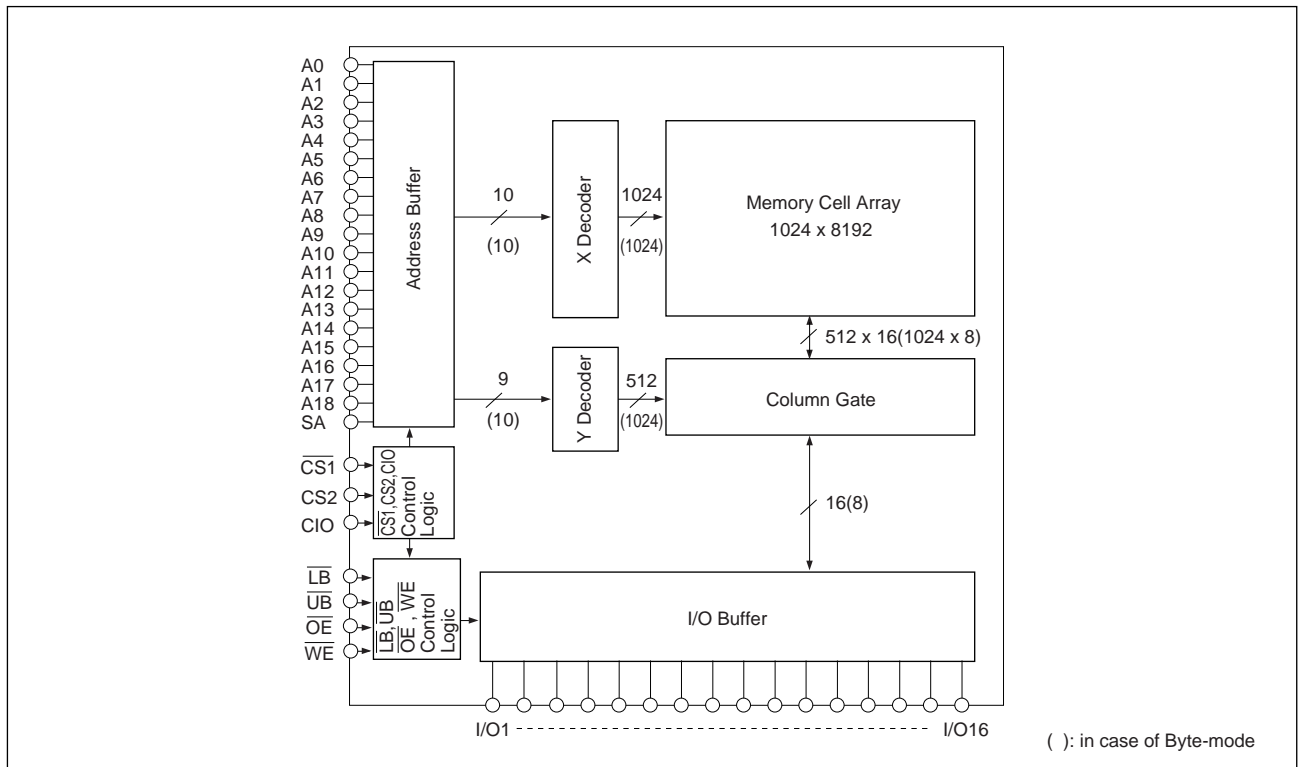 A0
A1
A2
A3
A4
A5
A6
A7
A8
A9
A10
A11
A12
A13
A14
A15
A16
A17
A18
SA
CS1
CS2
CIO
LB
UB
OE
WE
Address Buffer
CS1,CS2,CIO
Control
Logic
LB,UB
OE , WE
Control
Logic
10
(10)
X Decoder
1024
(1024)
Memory Cell Array
1024 x 8192
512 x 16(1024 x 8)
9
(10)
Y Decoder
512
(1024)
Column Gate
16(8)
I/O Buffer
I/O1 I/O16
( ): in case of Byte-mode